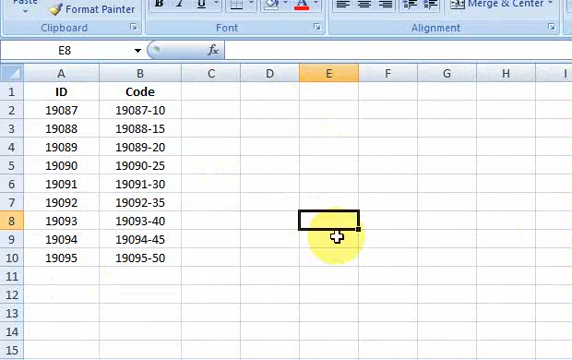 Paste
Format Painter
B I U A
Merge & Center
Clipboard Font Alignment
E8 fx
A B C D E F G H I
1 ID Code
2 19087 19087-10
3 19088 19088-15
4 19089 19089-20
5 19090 19090-25
6 19091 19091-30
7 19092 19092-35
8 19093 19093-40
9 19094 19094-45
10 19095 19095-50
11
12
13
14
15